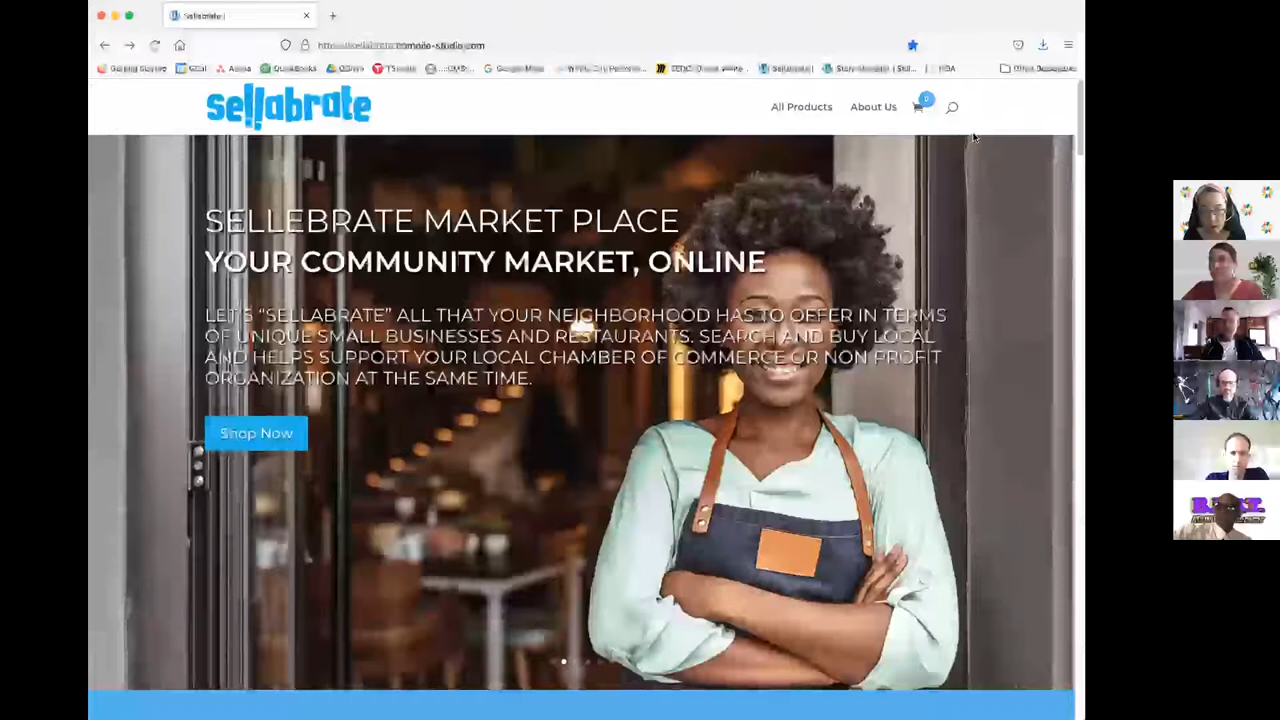 Sellabrate |
sellabrate
All Products
About Us
0
SELLEBRATE MARKET PLACE
YOUR COMMUNITY MARKET, ONLINE
LET'S “SELLABRATE” ALL THAT YOUR NEIGHBORHOOD HAS TO OFFER IN TERMS
OF UNIQUE SMALL BUSINESSES AND RESTAURANTS. SEARCH AND BUY LOCAL
AND HELPS SUPPORT YOUR LOCAL CHAMBER OF COMMERCE OR NON PROFIT
ORGANIZATION AT THE SAME TIME.
Shop Now